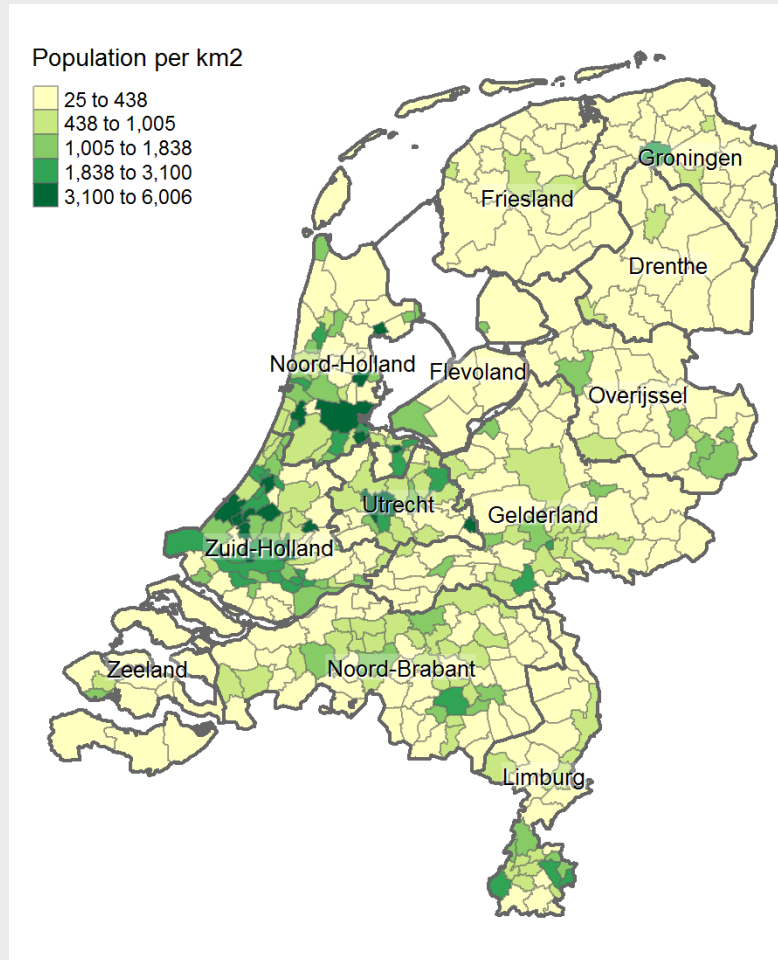 Population per km2
25 to 438
438 to 1,005
1,005 to 1,838
1,838 to 3,100
3,100 to 6,006
Groningen
Friesland
Drenthe
Noord-Holland
Flevoland
Overijssel
Utrecht
Gelderland
Zuid-Holland
Zeeland
Noord-Brabant
Limburg